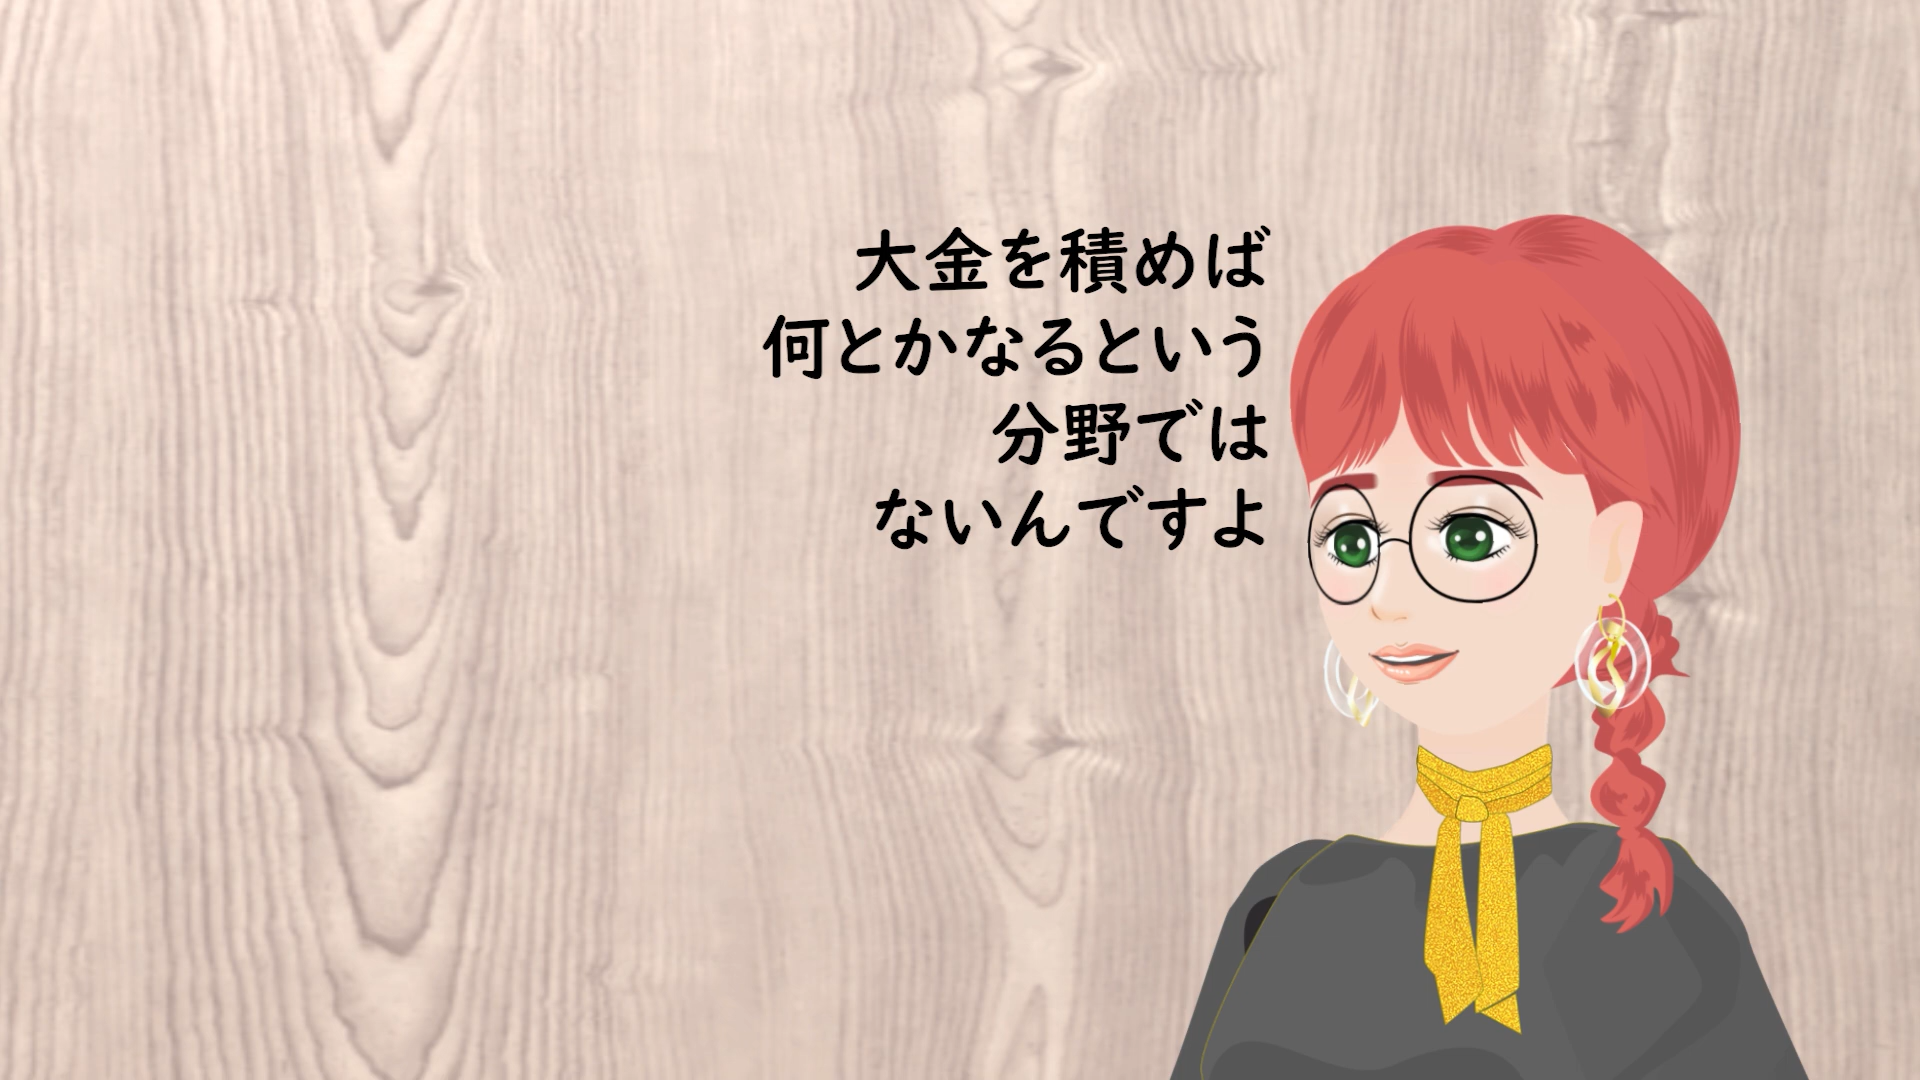 大金を積めば
何とかなるという
分野では
ないんですよ